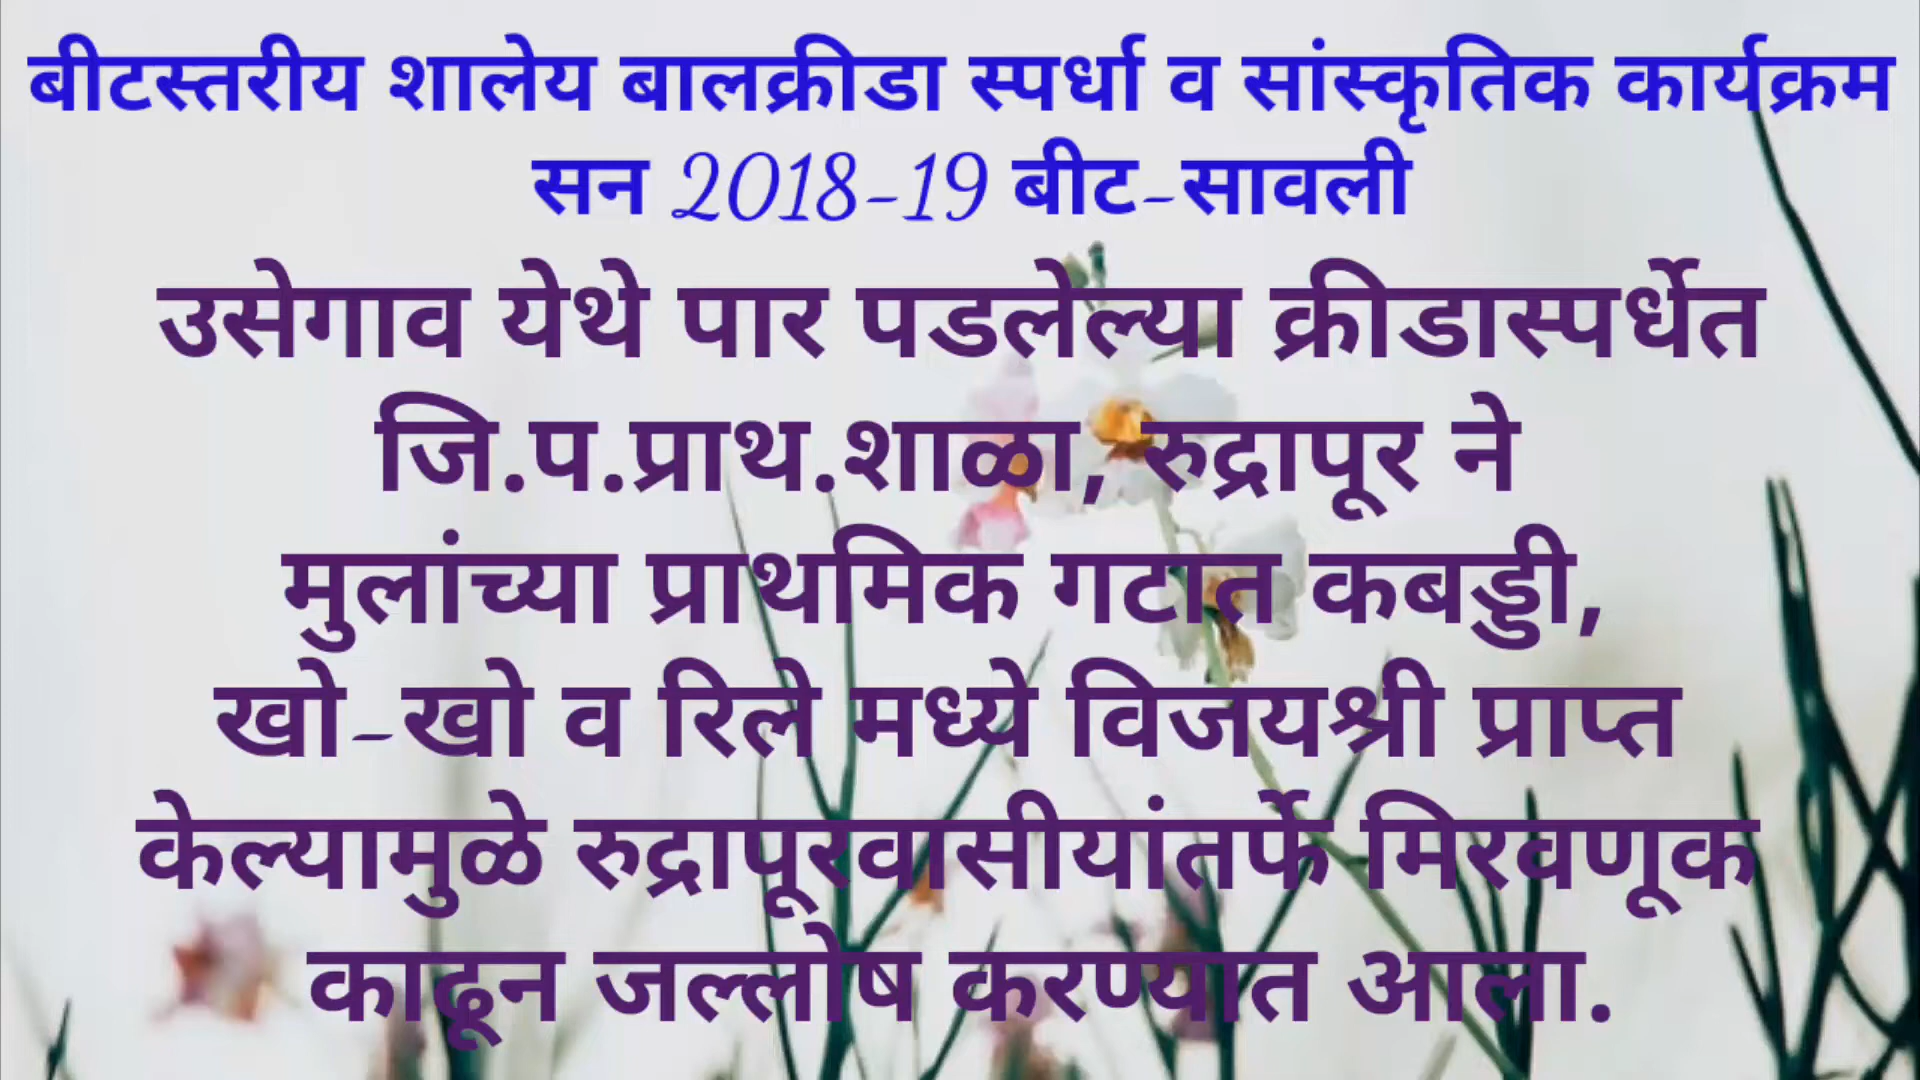 बीटस्तरीय शालेय बालक्रीडा स्पर्धा व सांस्कृतिक कार्यक्रम
सन 2018-19 बीट-सावली
उसेगाव येथे पार पडलेल्या क्रीडास्पर्धेत
जि.प.प्राथ.शाळा, रुद्रापूर ने
मुलांच्या प्राथमिक गटात कबड्डी,
खो-खो व रिले मध्ये विजयश्री प्राप्त
केल्यामुळे रुद्रापूरवासीयांतर्फे मिरवणूक
काढून जल्लोष करण्यात आला.